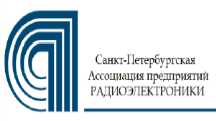 Санкт-Петербургская
Ассоциация предприятий
РАДИОЭЛЕКТРОНИКИ